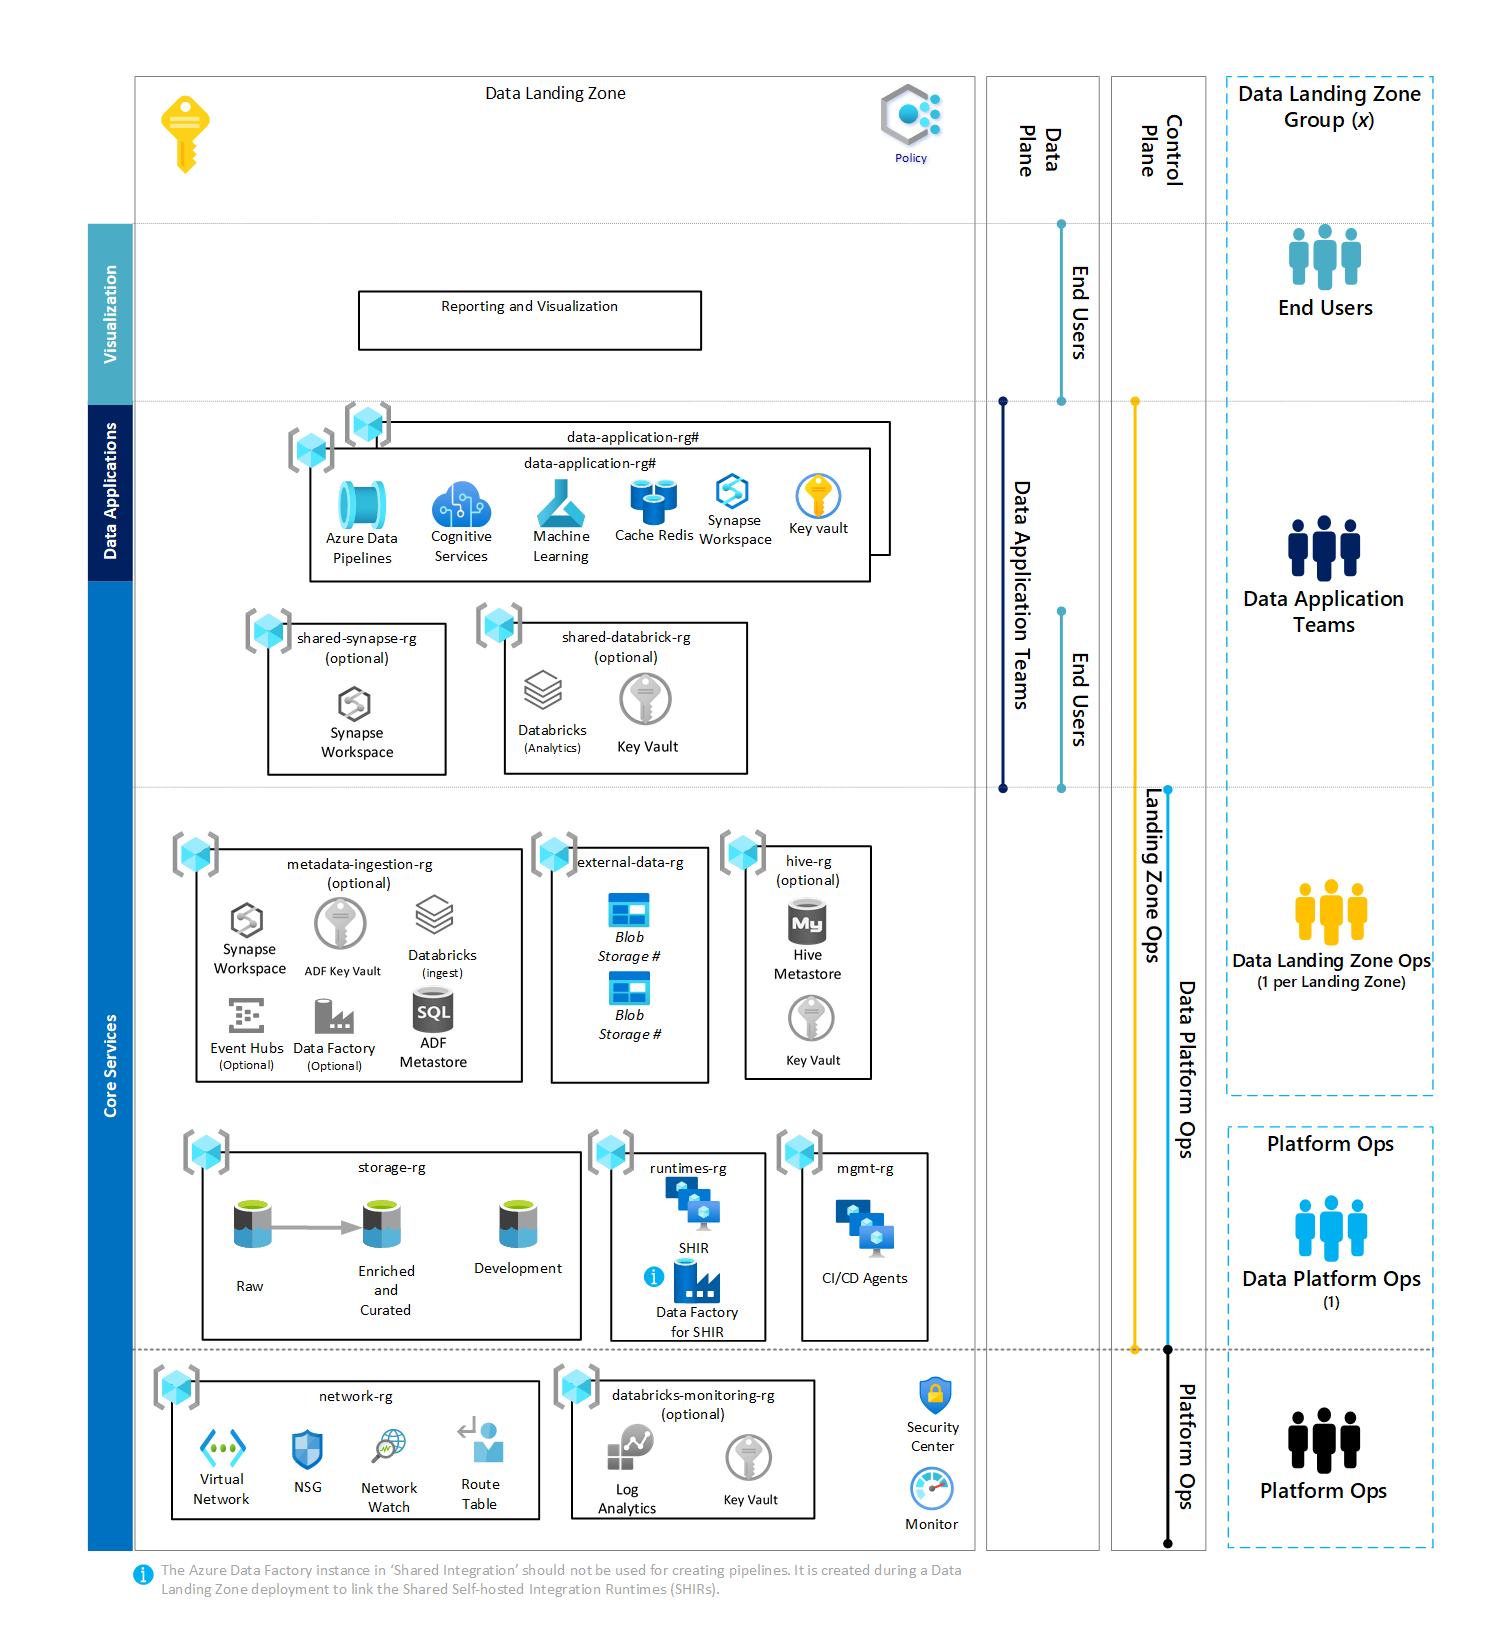 Data Landing Zone
Policy
Data
Plane
Control
Plane
Data Landing Zone
Group (x)
Visualization
Reporting and Visualization
End Users
End Users
Data Applications
data-application-rg#
data-application-rg#
Azure Data
Pipelines
Cognitive
Services
Machine
Learning
Cache Redis
Synapse
Workspace
Key vault
Data Application Teams
Data Application
Teams
Core Services
shared-synapse-rg
(optional)
Synapse
Workspace
shared-databrick-rg
(optional)
Databricks
(Analytics)
Key Vault
End Users
metadata-ingestion-rg
(optional)
Synapse
Workspace
ADF Key Vault
Databricks
(ingest)
Event Hubs
(Optional)
Data Factory
(Optional)
SQL
ADF
Metastore
external-data-rg
Blob
Storage #
Blob
Storage #
hive-rg
(optional)
My
Hive
Metastore
Key Vault
Landing Zone Ops
Data Platform Ops
Data Landing Zone Ops
(1 per Landing Zone)
storage-rg
Raw
Enriched
and
Curated
Development
runtimes-rg
SHIR
Data Factory
for SHIR
mgmt-rg
CI/CD Agents
Platform Ops
Data Platform Ops
(1)
network-rg
Virtual
Network
NSG
Network
Watch
Route
Table
databricks-monitoring-rg
(optional)
Log
Analytics
Key Vault
Security
Center
Monitor
Platform Ops
Platform Ops
The Azure Data Factory instance in ‘Shared Integration’ should not be used for creating pipelines. It is created during a Data
Landing Zone deployment to link the Shared Self-hosted Integration Runtimes (SHIRs).